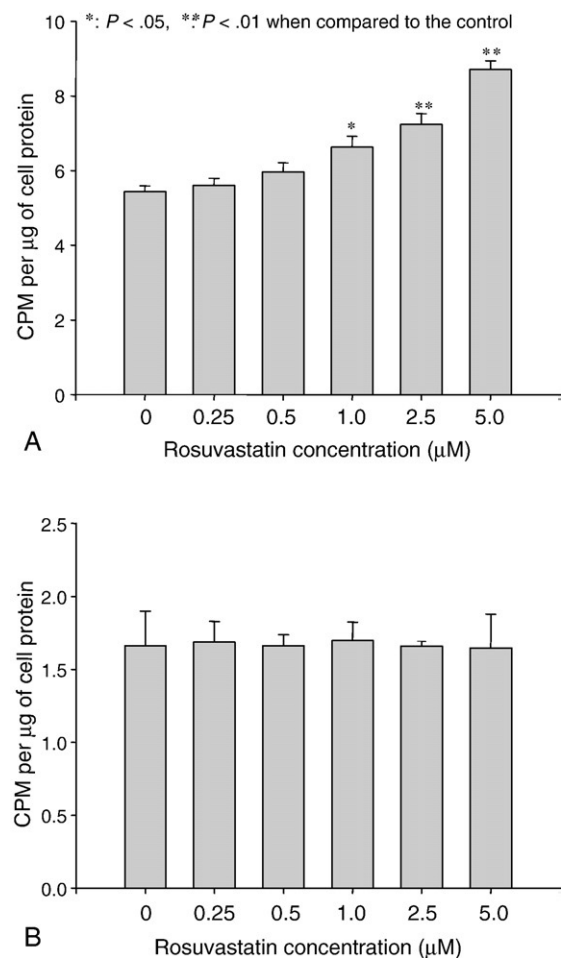 *: P < .05, **: P < .01 when compared to the control
10
8
6
4
2
0
CPM per μg of cell protein
*
**
**
0 0.25 0.5 1.0 2.5 5.0
A
Rosuvastatin concentration (μM)
2.5
2.0
1.5
1.0
0.5
0.0
CPM per μg of cell protein
0 0.25 0.5 1.0 2.5 5.0
B
Rosuvastatin concentration (μM)